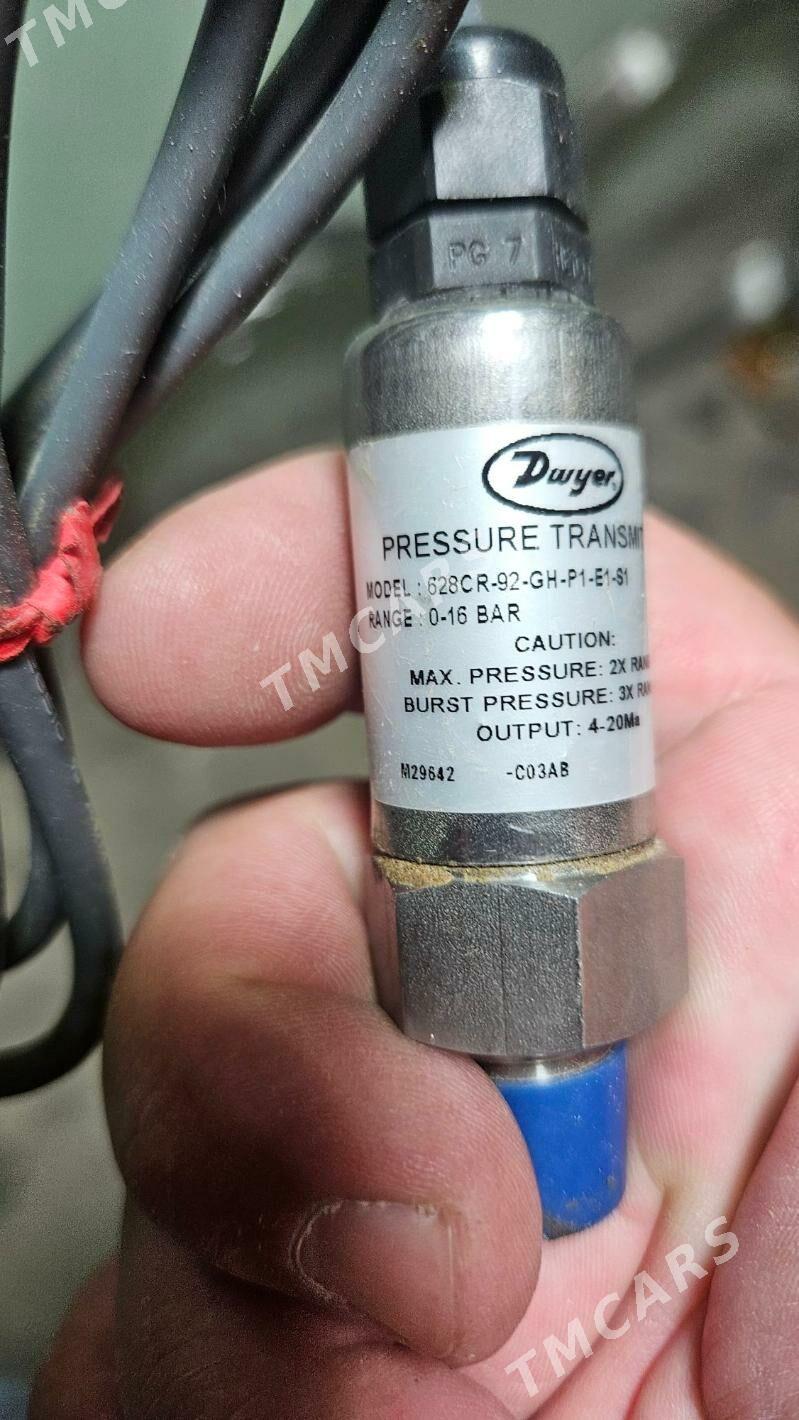 TMCARS
PG 7
Dwyer
PRESSURE TRANSMIT
MODEL : 628CR-92-GH-P1-E1-S1
RANGE : 0-16 BAR
CAUTION:
MAX. PRESSURE: 2X RAN
BURST PRESSURE: 3X RAN
OUTPUT: 4-20Ma
M29642 -C03AB
TMCARS
TMCARS